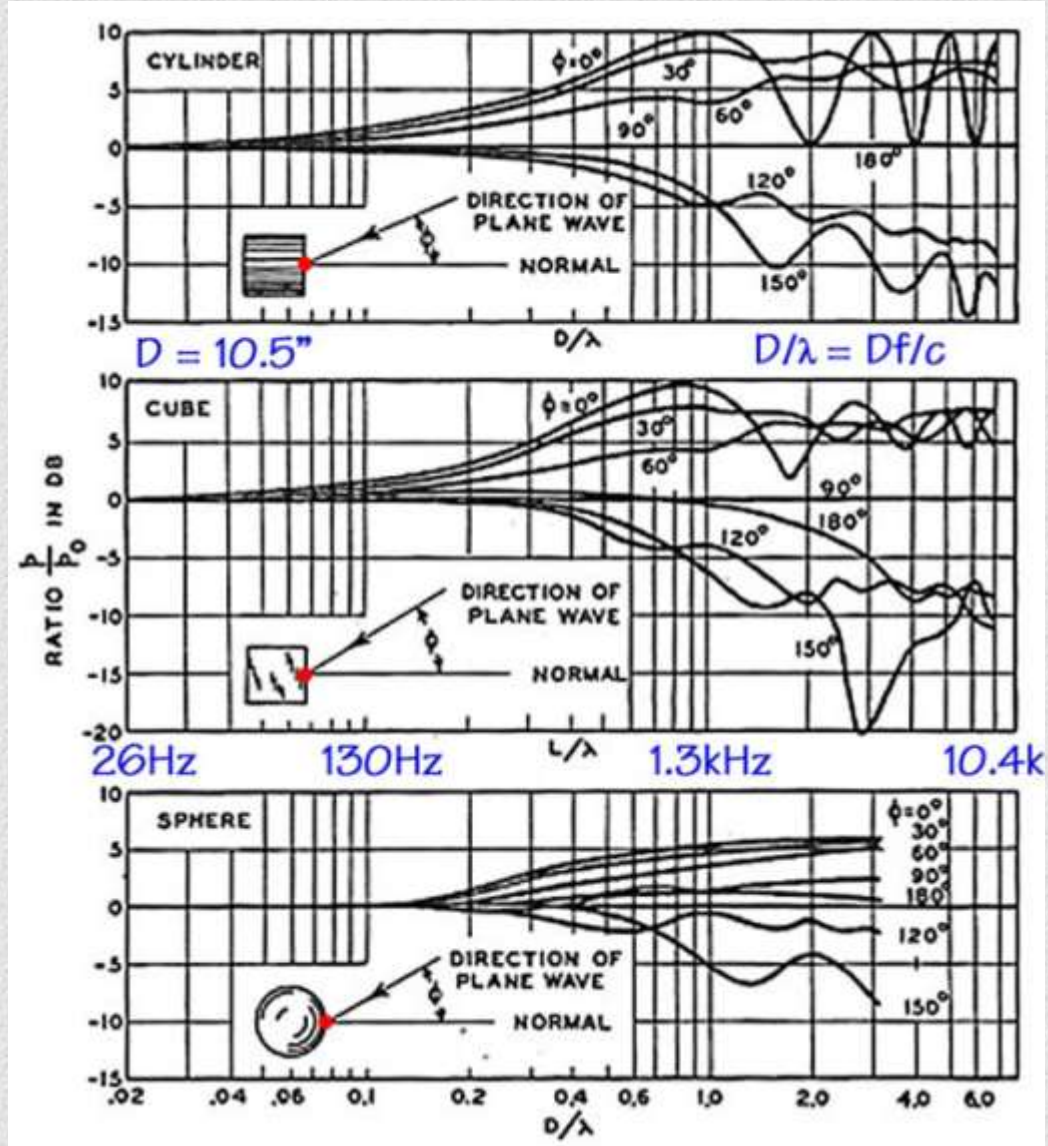 10
CYLINDER
ϕ=0°
30°
5
60°
90°
0
180°
120°
-5
DIRECTION OF
PLANE WAVE
ϕ
NORMAL
-10
150°
-15
D/λ
D = 10.5”
D/λ = Df/c
10
CUBE
ϕ=0°
30°
5
60°
90°
0
180°
120°
-5
DIRECTION OF
PLANE WAVE
ϕ
-10
150°
NORMAL
-15
-20
RATIO p/p₀ IN DB
L/λ
26Hz 130Hz 1.3kHz 10.4k
10
SPHERE
ϕ=0°
30°
5
60°
90°
180°
0
120°
-5
DIRECTION OF
PLANE WAVE
ϕ
150°
-10
NORMAL
-15
.02 .04 .06 0.1 0.2 0.4 0.6 1.0 2.0 4.0 6.0
D/λ